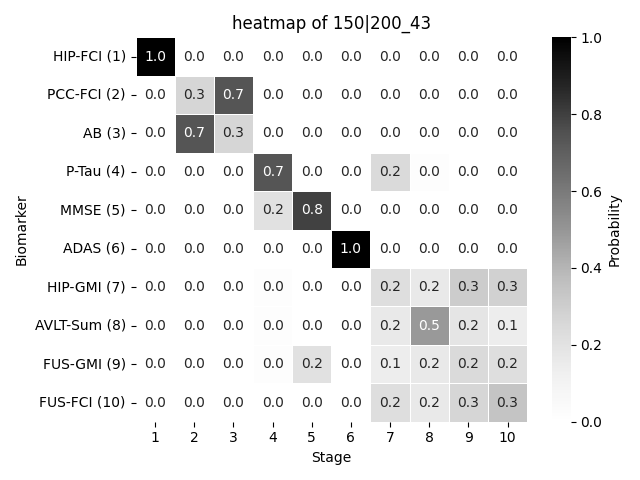 heatmap of 150|200_43
HIP-FCI (1) 1.0 0.0 0.0 0.0 0.0 0.0 0.0 0.0 0.0 0.0
PCC-FCI (2) 0.0 0.3 0.7 0.0 0.0 0.0 0.0 0.0 0.0 0.0
AB (3) 0.0 0.7 0.3 0.0 0.0 0.0 0.0 0.0 0.0 0.0
P-Tau (4) 0.0 0.0 0.0 0.7 0.0 0.0 0.2 0.0 0.0 0.0
MMSE (5) 0.0 0.0 0.0 0.2 0.8 0.0 0.0 0.0 0.0 0.0
ADAS (6) 0.0 0.0 0.0 0.0 0.0 1.0 0.0 0.0 0.0 0.0
HIP-GMI (7) 0.0 0.0 0.0 0.0 0.0 0.0 0.2 0.2 0.3 0.3
AVLT-Sum (8) 0.0 0.0 0.0 0.0 0.0 0.0 0.2 0.5 0.2 0.1
FUS-GMI (9) 0.0 0.0 0.0 0.0 0.2 0.0 0.1 0.2 0.2 0.2
FUS-FCI (10) 0.0 0.0 0.0 0.0 0.0 0.0 0.2 0.2 0.3 0.3
1 2 3 4 5 6 7 8 9 10
Stage
Biomarker
1.0
0.8
0.6
0.4
0.2
0.0
Probability